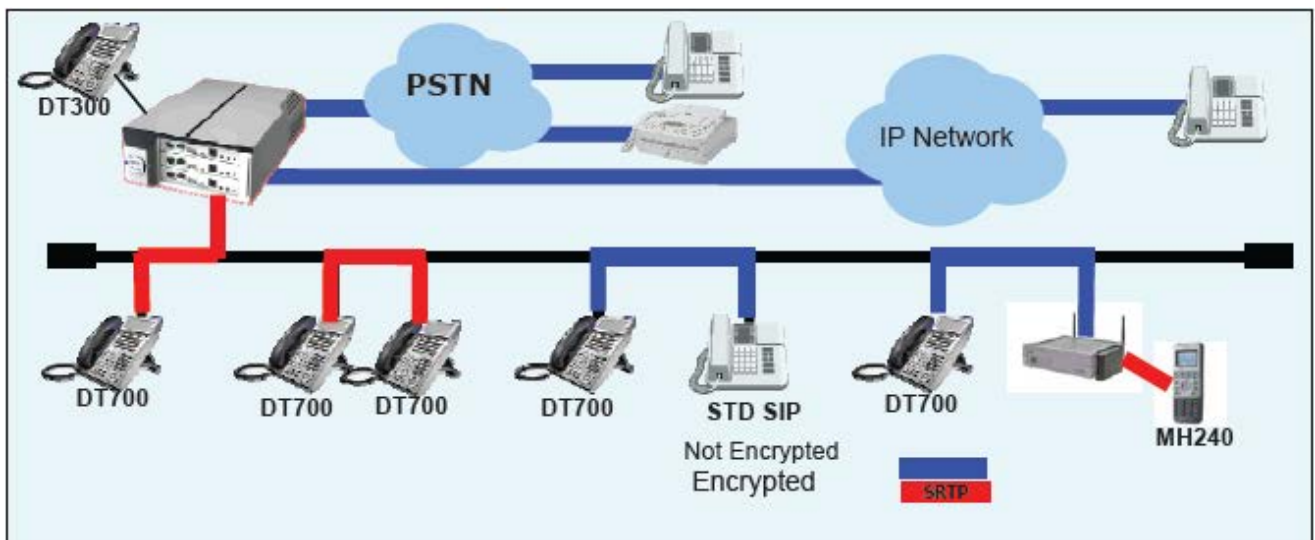 DT300
PSTN
IP Network
DT700
DT700
DT700
DT700
STD SIP
DT700
MH240
Not Encrypted
Encrypted
SRTP